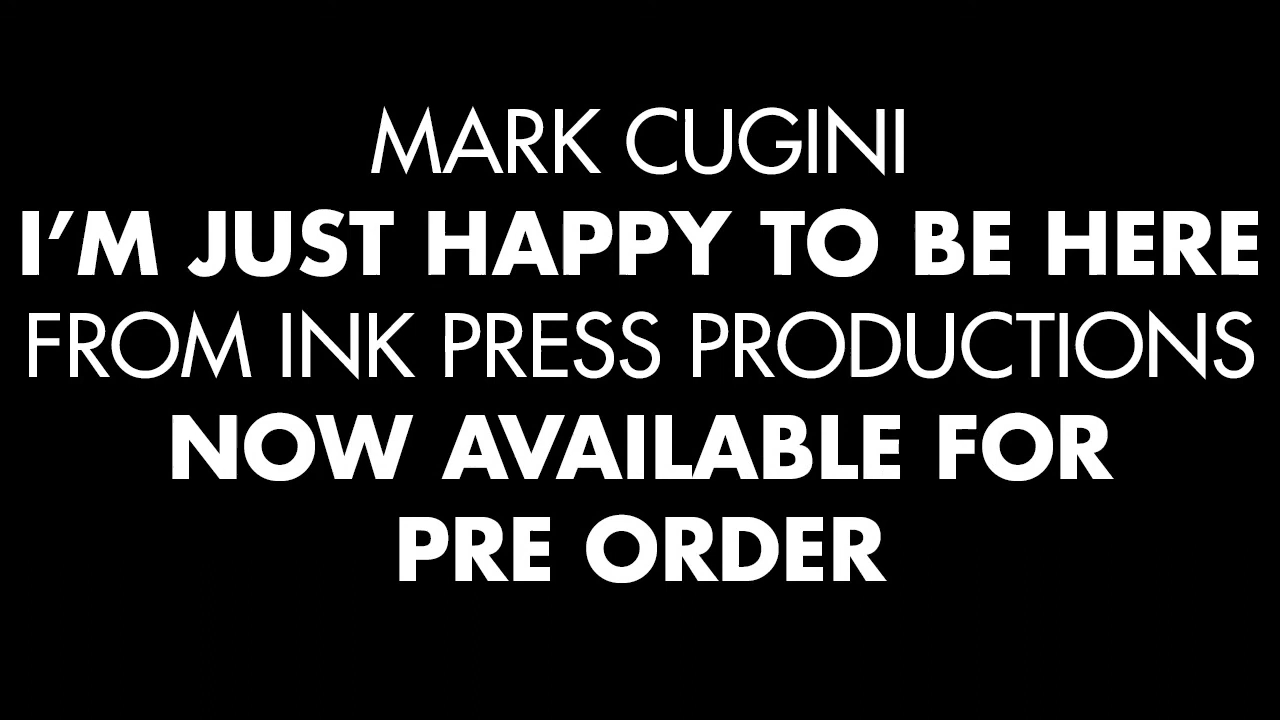 MARK CUGINI
I’M JUST HAPPY TO BE HERE
FROM INK PRESS PRODUCTIONS
NOW AVAILABLE FOR
PRE ORDER